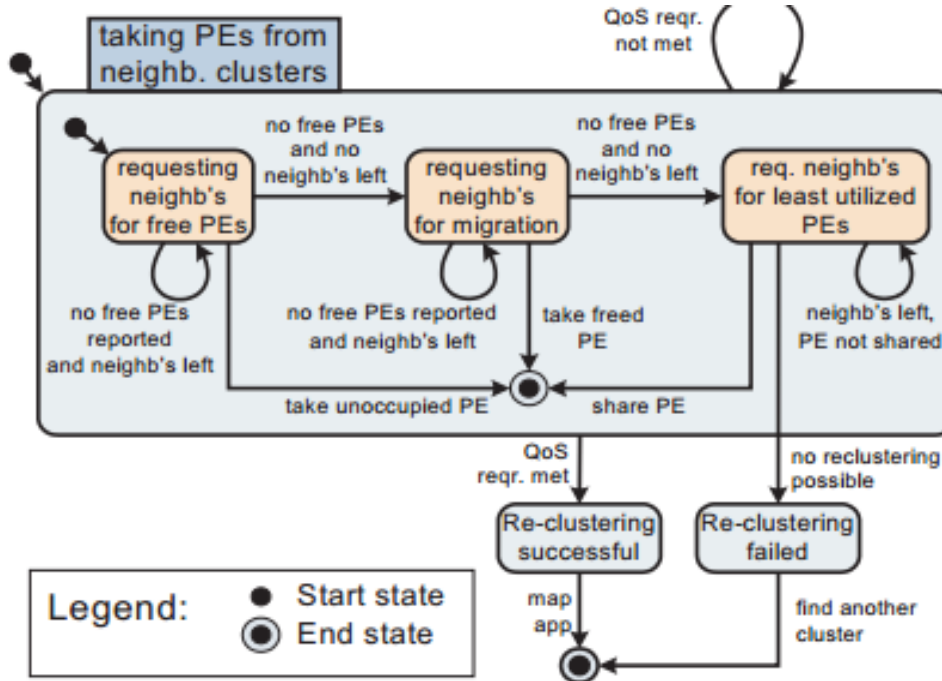 taking PEs from
neighb. clusters
QoS reqr.
not met
no free PEs
and no
neighb's left
no free PEs
and no
neighb's left
requesting
neighb's
for free PEs
requesting
neighb's
for migration
req. neighb's
for least utilized
PEs
no free PEs
reported
and neighb's left
no free PEs reported
and neighb's left
take freed
PE
neighb's left,
PE not shared
take unoccupied PE
share PE
QoS
reqr. met
no reclustering
possible
Re-clustering
successful
Re-clustering
failed
map
app
find another
cluster
Legend:
Start state
End state